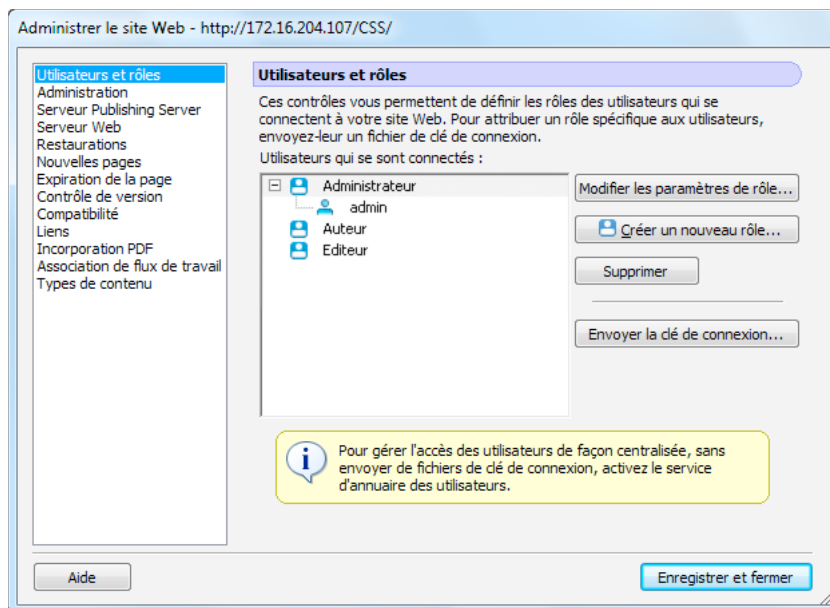 Administrer le site Web - http://172.16.204.107/CSS/
Utilisateurs et rôles
Administration
Serveur Publishing Server
Serveur Web
Restaurations
Nouvelles pages
Expiration de la page
Contrôle de version
Compatibilité
Liens
Incorporation PDF
Association de flux de travail
Types de contenu
Utilisateurs et rôles
Ces contrôles vous permettent de définir les rôles des utilisateurs qui se
connectent à votre site Web. Pour attribuer un rôle spécifique aux utilisateurs,
envoyez-leur un fichier de clé de connexion.
Utilisateurs qui se sont connectés :
Administrateur
admin
Auteur
Editeur
Modifier les paramètres de rôle...
Créer un nouveau rôle...
Supprimer
Envoyer la clé de connexion...
Pour gérer l'accès des utilisateurs de façon centralisée, sans
envoyer de fichiers de clé de connexion, activez le service
d'annuaire des utilisateurs.
Aide
Enregistrer et fermer